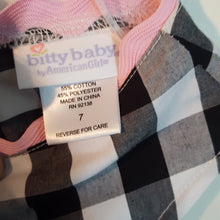 bitty baby
by American Girl
55% COTTON
45% POLYESTER
MADE IN CHINA
RN 92138
7
REVERSE FOR CARE